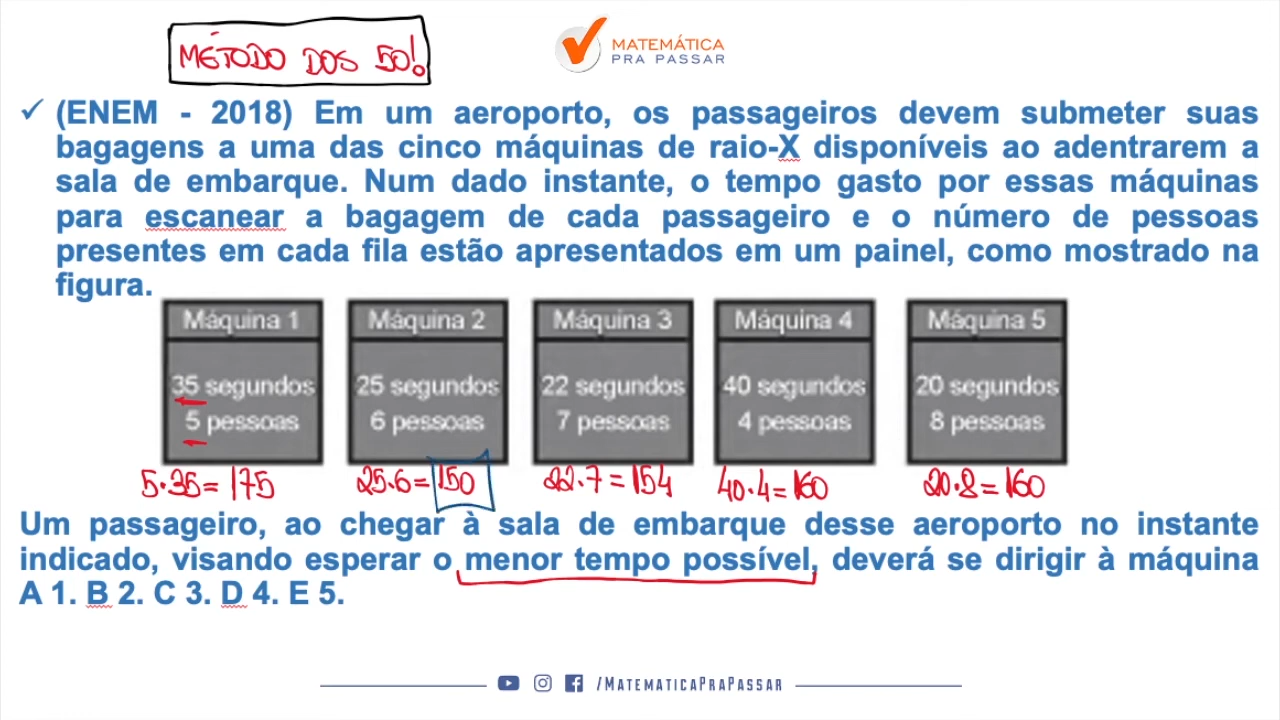 MÉTODO DOS 50!
MATEMÁTICA
PRA PASSAR
✓ (ENEM - 2018) Em um aeroporto, os passageiros devem submeter suas
bagagens a uma das cinco máquinas de raio-X disponíveis ao adentrarem a
sala de embarque. Num dado instante, o tempo gasto por essas máquinas
para escanear a bagagem de cada passageiro e o número de pessoas
presentes em cada fila estão apresentados em um painel, como mostrado na
figura.
Máquina 1 Máquina 2 Máquina 3 Máquina 4 Máquina 5
35 segundos 25 segundos 22 segundos 40 segundos 20 segundos
5 pessoas 6 pessoas 7 pessoas 4 pessoas 8 pessoas
5.35=175 25.6=150 22.7=154 40.4=160 20.8=160
Um passageiro, ao chegar à sala de embarque desse aeroporto no instante
indicado, visando esperar o menor tempo possível, deverá se dirigir à máquina
A 1. B 2. C 3. D 4. E 5.
/MATEMATICAPRAPASSAR